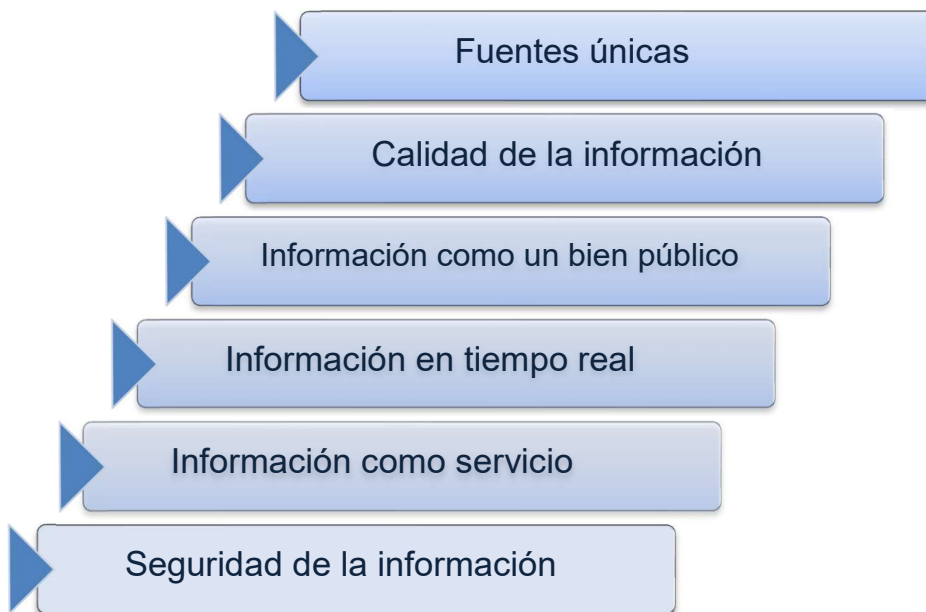 Fuentes únicas
Calidad de la información
Información como un bien público
Información en tiempo real
Información como servicio
Seguridad de la información